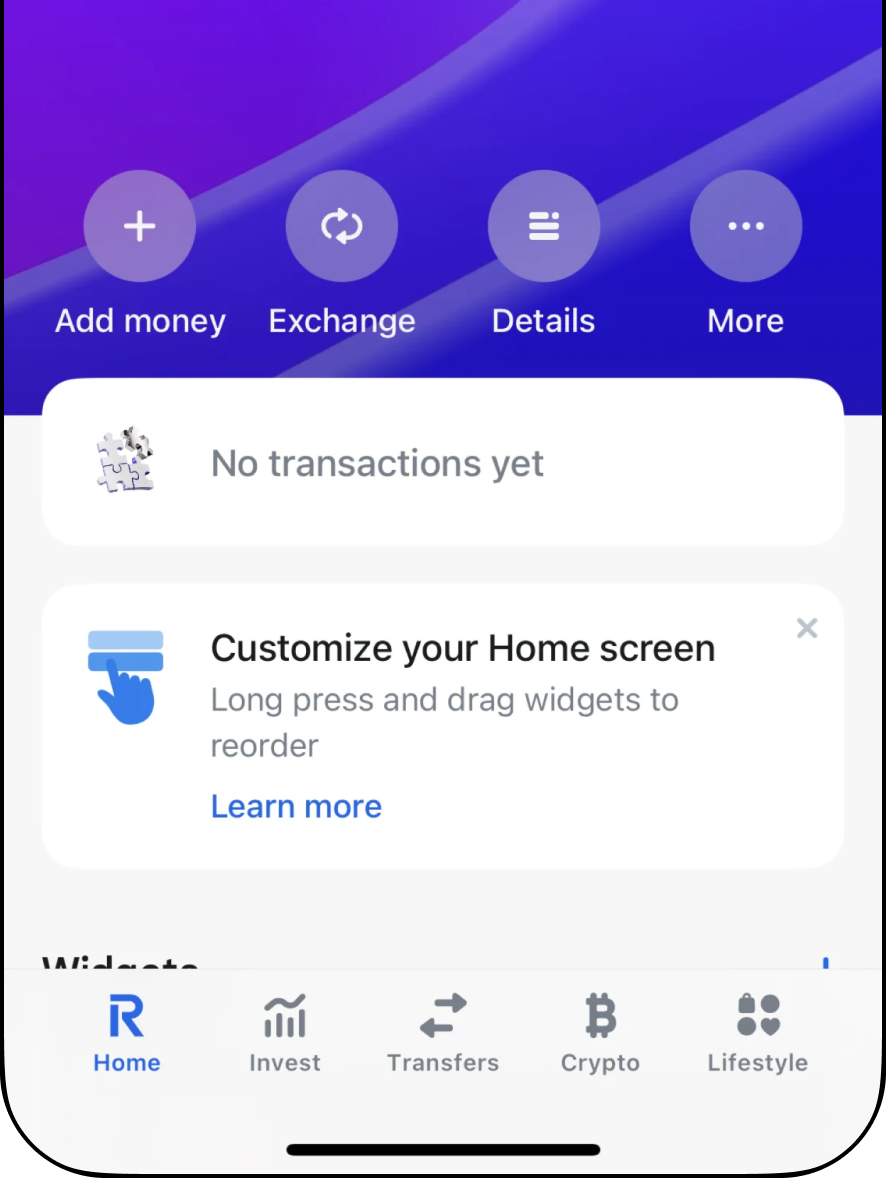 Add money Exchange Details More
No transactions yet
Customize your Home screen
Long press and drag widgets to
reorder
Learn more
Widgets
Home Invest Transfers Crypto Lifestyle